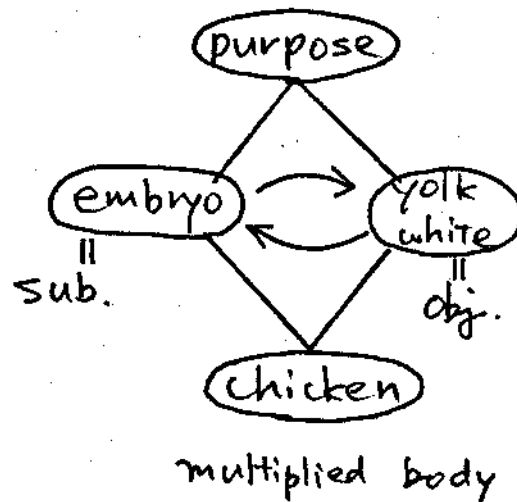 purpose
embryo
yolk
white
||
sub.
||
obj.
chicken
multiplied body